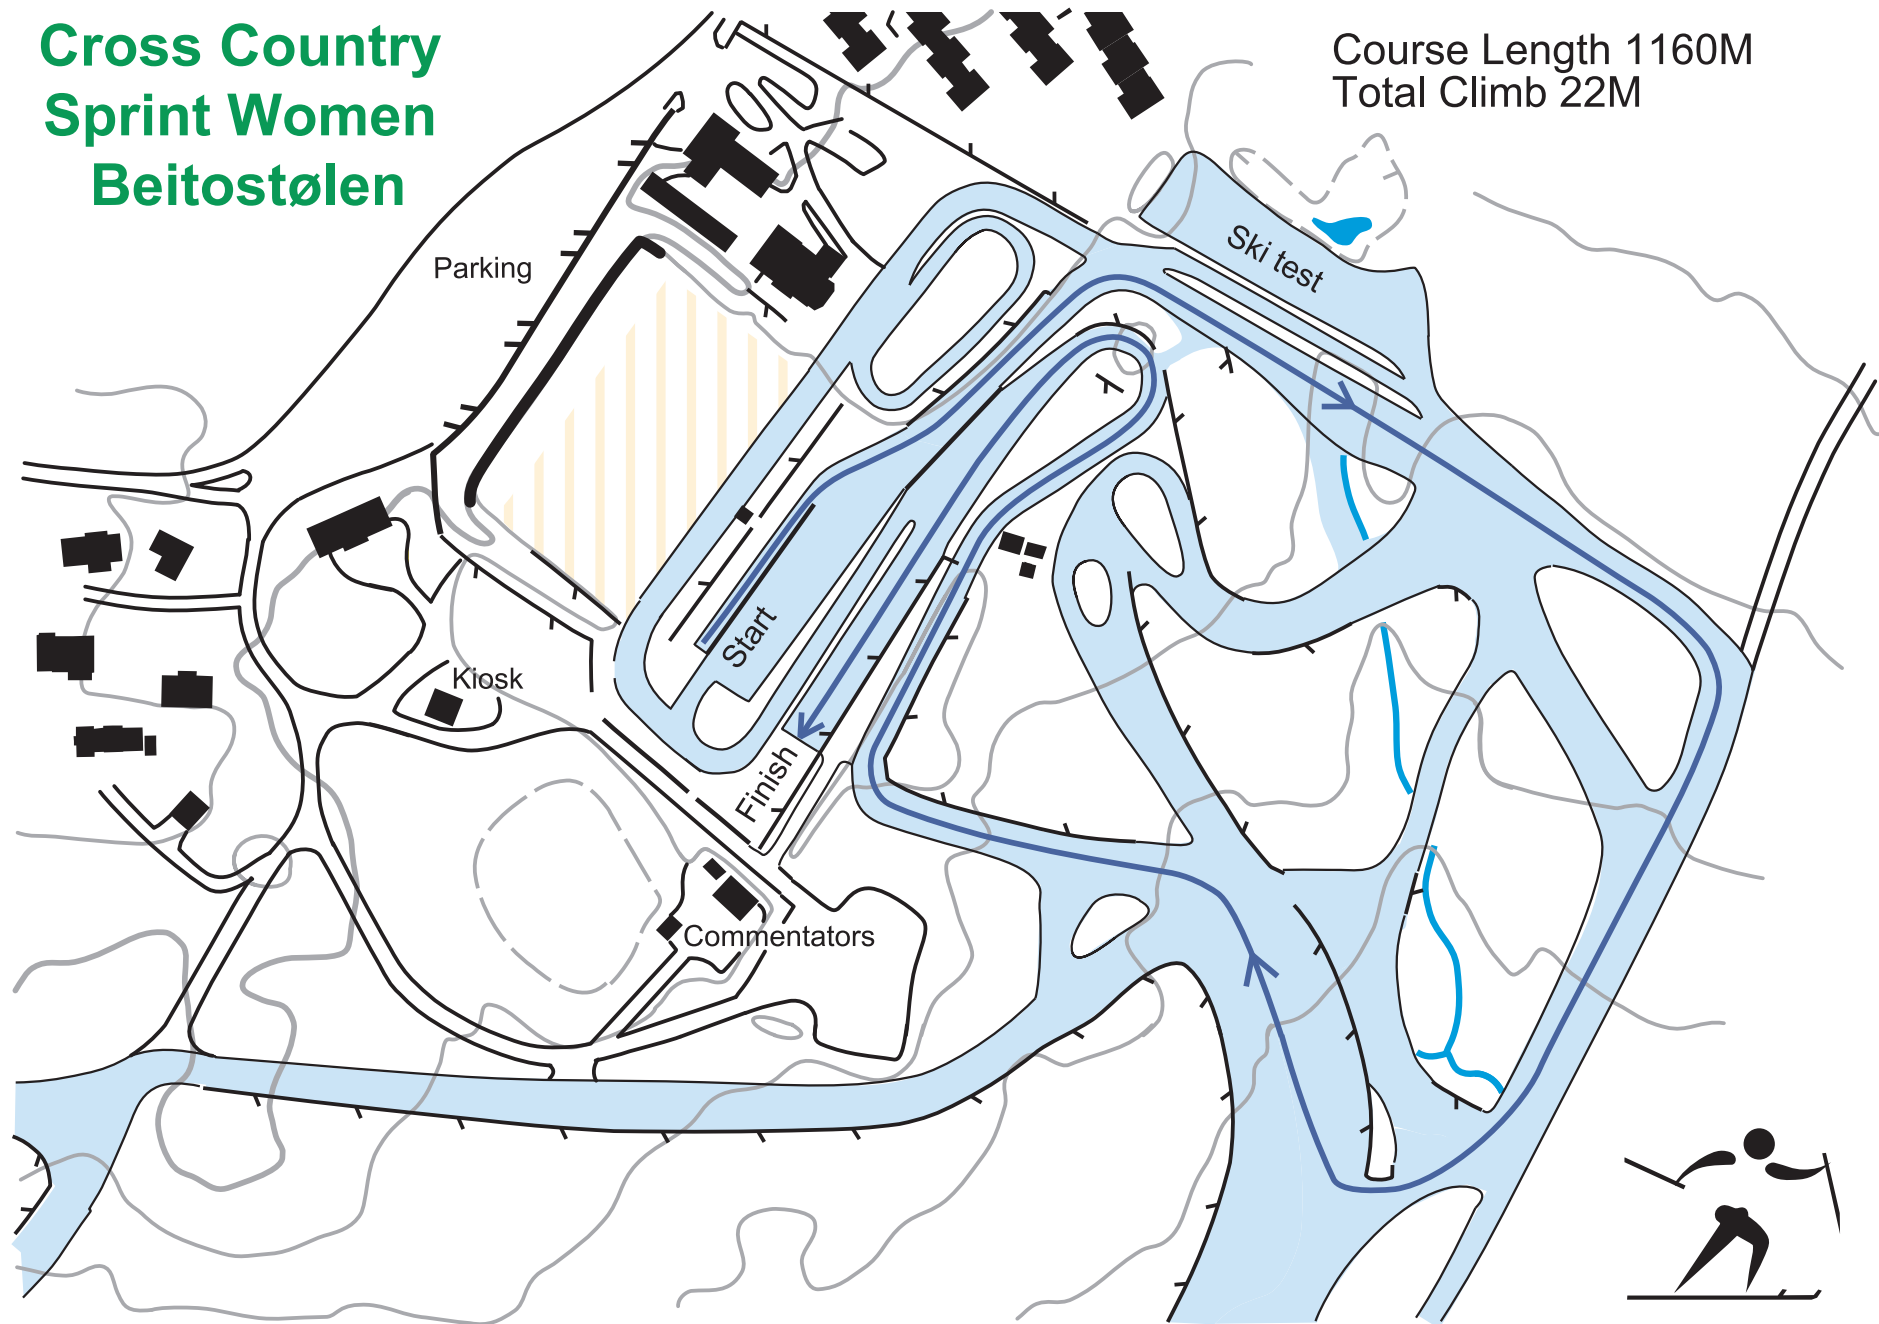 Cross Country
Sprint Women
Beitostølen
Course Length 1160M
Total Climb 22M
Ski test
Parking
Start
Kiosk
Finish
Commentators